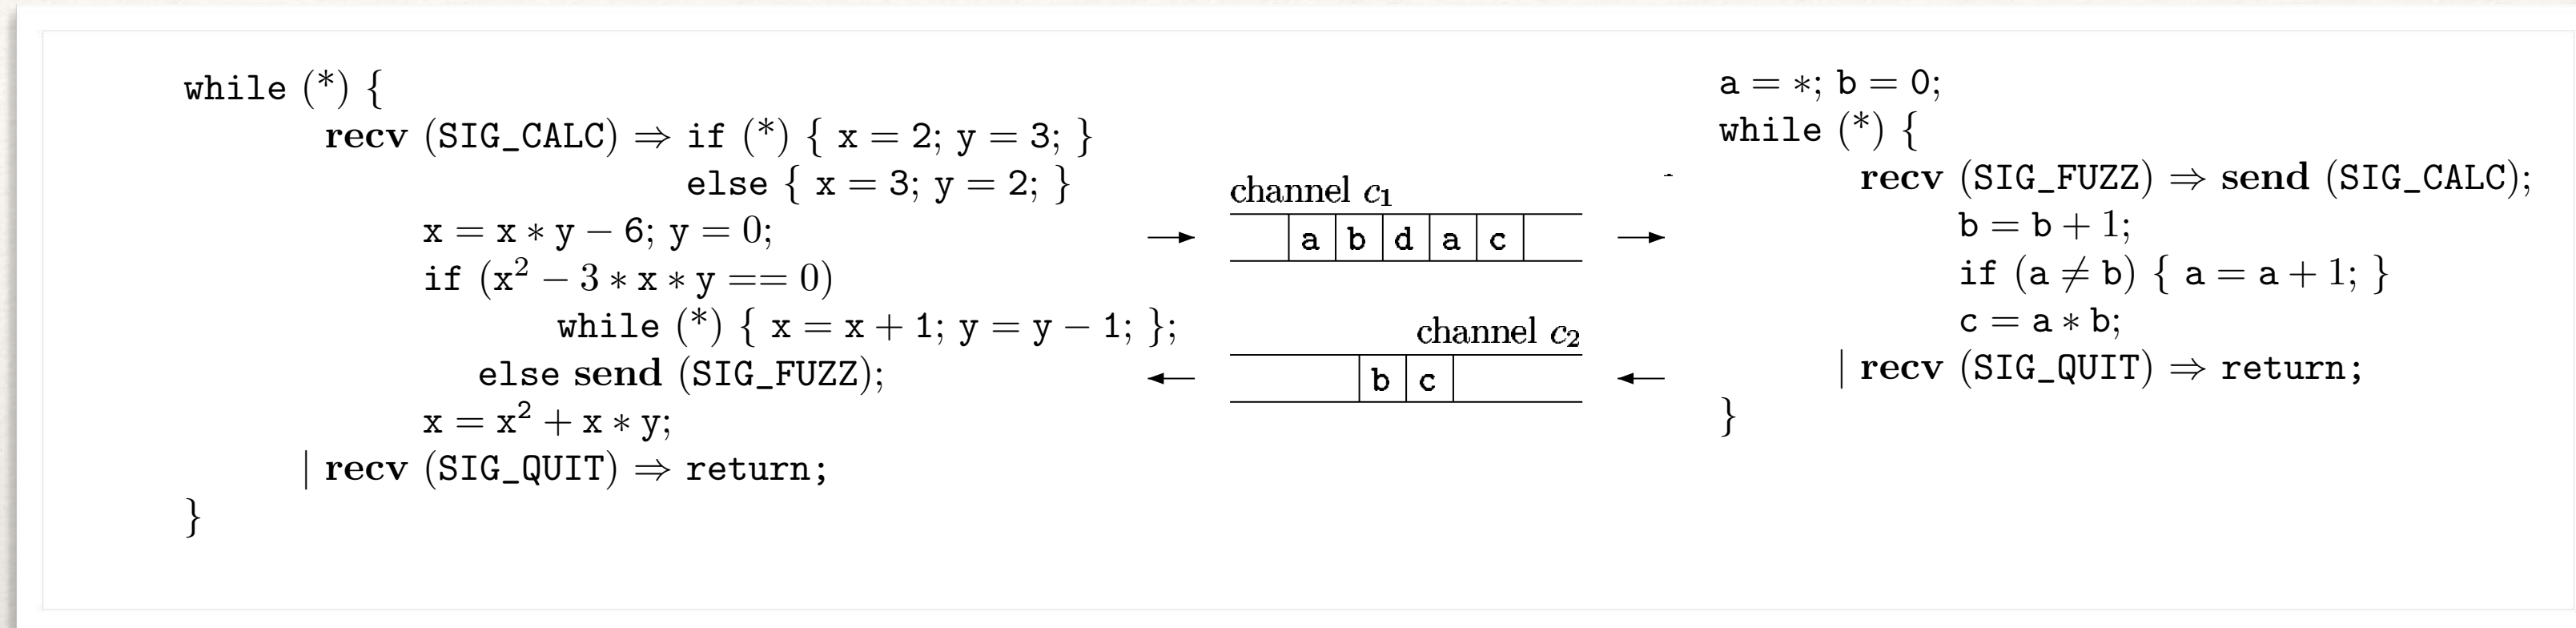 while (*) {
recv (SIG_CALC) ⇒ if (*) { x = 2; y = 3; }
else { x = 3; y = 2; }
x = x * y − 6; y = 0;
if (x² − 3 * x * y == 0)
while (*) { x = x + 1; y = y − 1; };
else send (SIG_FUZZ);
x = x² + x * y;
| recv (SIG_QUIT) ⇒ return;
}
channel c₁
a b d a c
channel c₂
b c
a = *; b = 0;
while (*) {
recv (SIG_FUZZ) ⇒ send (SIG_CALC);
b = b + 1;
if (a ≠ b) { a = a + 1; }
c = a * b;
| recv (SIG_QUIT) ⇒ return;
}